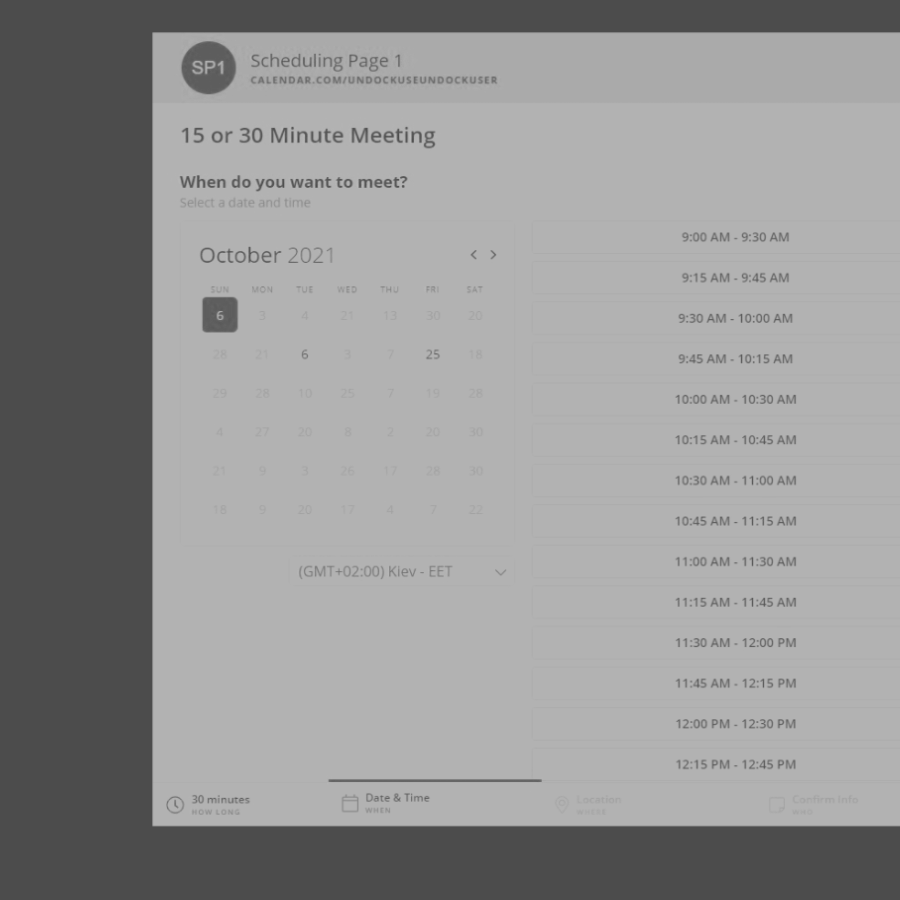 SP1
Scheduling Page 1
CALENDAR.COM/UNDOCKUSEUNDOCKUSER
15 or 30 Minute Meeting
When do you want to meet?
Select a date and time
October 2021
SUN MON TUE WED THU FRI SAT
6 3 4 21 13 30 20
28 21 6 3 7 25 18
29 28 10 25 7 19 28
4 27 20 8 2 20 30
21 9 3 26 17 28 30
18 9 20 17 4 7 22
(GMT+02:00) Kiev - EET
9:00 AM - 9:30 AM
9:15 AM - 9:45 AM
9:30 AM - 10:00 AM
9:45 AM - 10:15 AM
10:00 AM - 10:30 AM
10:15 AM - 10:45 AM
10:30 AM - 11:00 AM
10:45 AM - 11:15 AM
11:00 AM - 11:30 AM
11:15 AM - 11:45 AM
11:30 AM - 12:00 PM
11:45 AM - 12:15 PM
12:00 PM - 12:30 PM
12:15 PM - 12:45 PM
30 minutes
HOW LONG
Date & Time
WHEN
Location
WHERE
Confirm Info
WHO